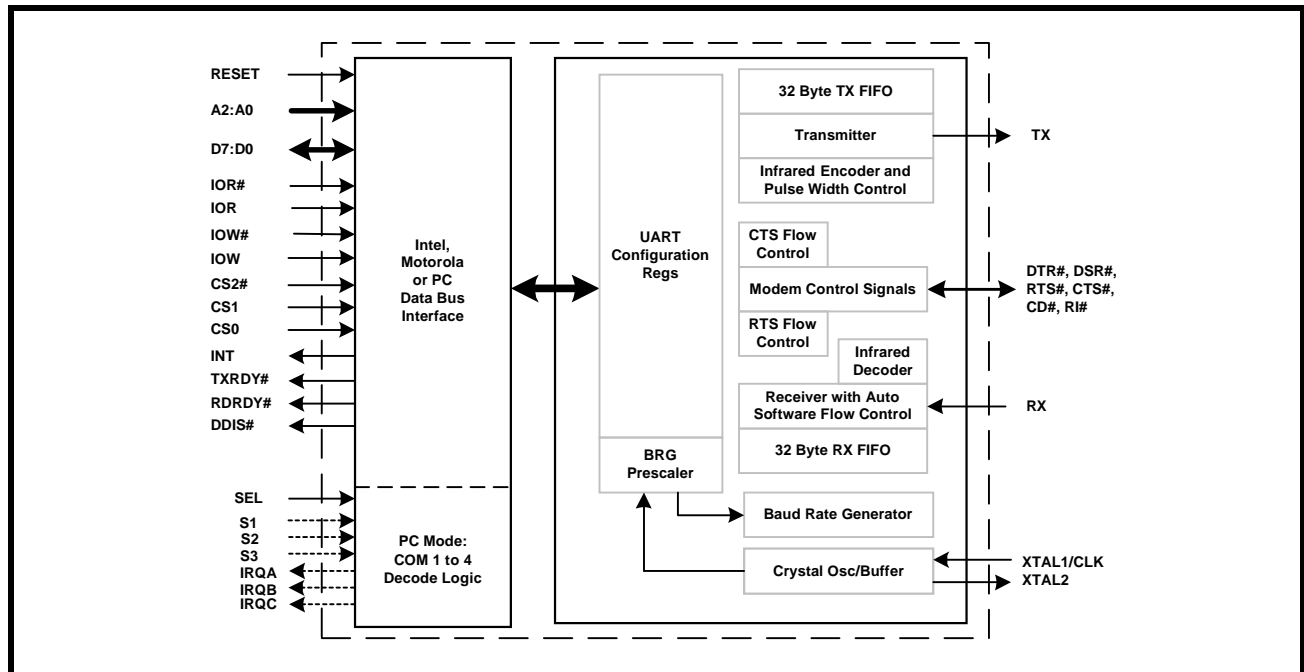 RESET
A2:A0
D7:D0
IOR#
IOR
IOW#
IOW
CS2#
CS1
CS0
INT
TXRDY#
RDRDY#
DDIS#
SEL
S1
S2
S3
IRQA
IRQB
IRQC
Intel,
Motorola
or PC
Data Bus
Interface
PC Mode:
COM 1 to 4
Decode Logic
UART
Configuration
Regs
BRG
Prescaler
32 Byte TX FIFO
Transmitter
Infrared Encoder and
Pulse Width Control
CTS Flow
Control
Modem Control Signals
RTS Flow
Control
Infrared
Decoder
Receiver with Auto
Software Flow Control
32 Byte RX FIFO
Baud Rate Generator
Crystal Osc/Buffer
TX
DTR#, DSR#,
RTS#, CTS#,
CD#, RI#
RX
XTAL1/CLK
XTAL2